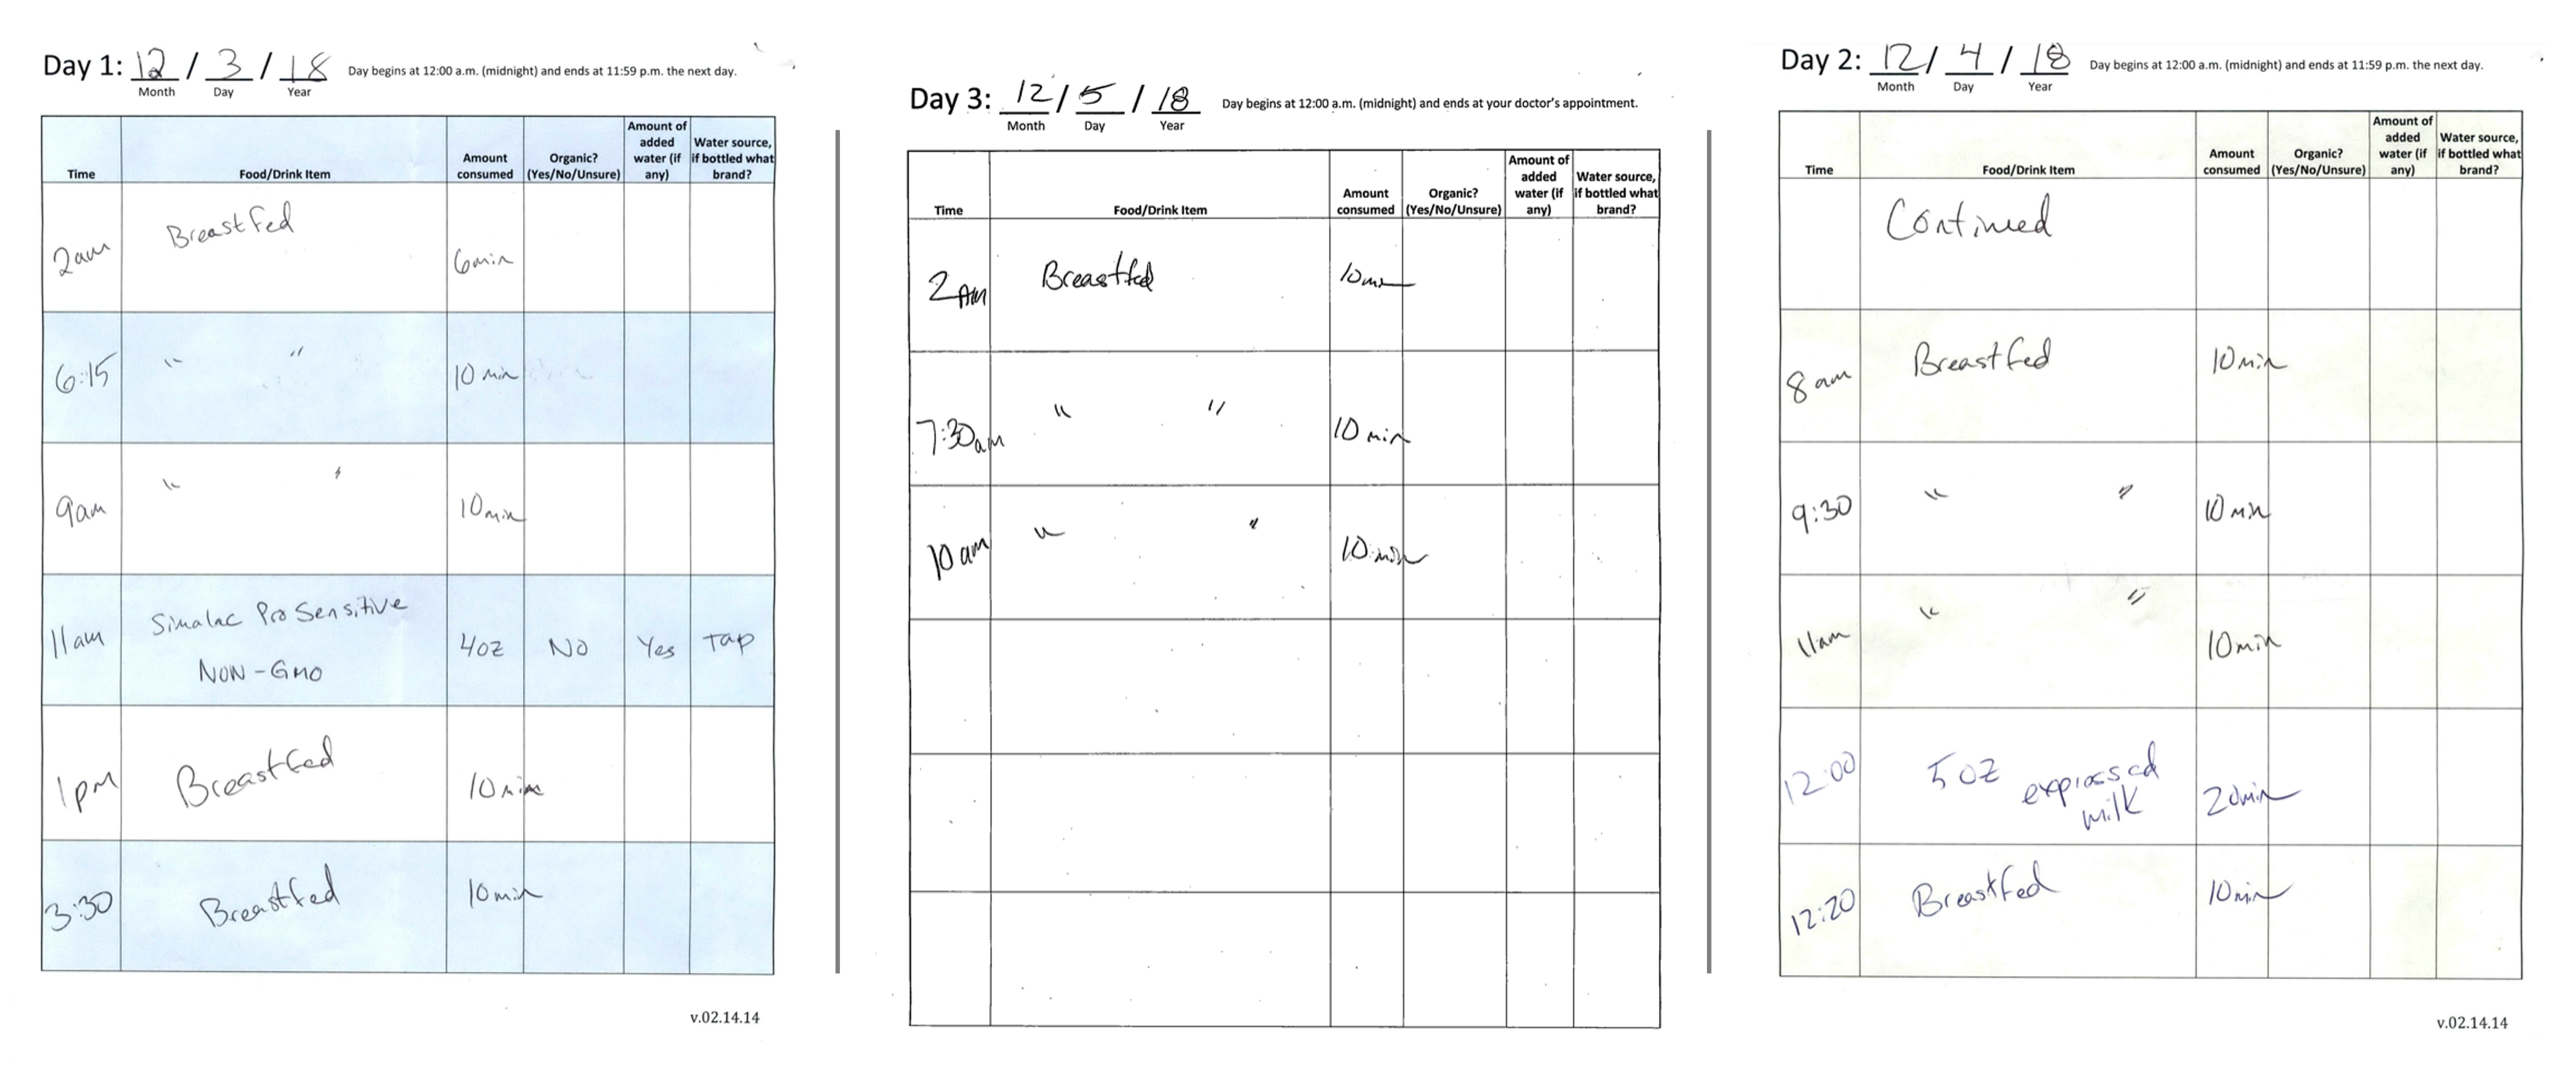 Day 1: 12 / 3 / 18 Day begins at 12:00 a.m. (midnight) and ends at 11:59 p.m. the next day.
Month Day Year
Time Food/Drink Item Amount consumed Organic? (Yes/No/Unsure) Amount of added water (if any) Water source, if bottled what brand?
2am Breastfed 6min
6:15 " " 10 min
9am " " 10min
11am Simalac Pro Sensitive 4oz No Yes Tap
NON-GMO
1pm Breastfed 10min
3:30 Breastfed 10min
v.02.14.14
Day 3: 12 / 5 / 18 Day begins at 12:00 a.m. (midnight) and ends at your doctor's appointment.
Month Day Year
Time Food/Drink Item Amount consumed Organic? (Yes/No/Unsure) Amount of added water (if any) Water source, if bottled what brand?
2AM Breastfed 10min
7:30am " " 10 min
10am " " 10 min
Day 2: 12 / 4 / 18 Day begins at 12:00 a.m. (midnight) and ends at 11:59 p.m. the next day.
Month Day Year
Time Food/Drink Item Amount consumed Organic? (Yes/No/Unsure) Amount of added water (if any) Water source, if bottled what brand?
Continued
8am Breastfed 10min
9:30 " " 10min
11am " " 10min
12:00 5 oz expressed 20min
milk
12:20 Breastfed 10min
v.02.14.14